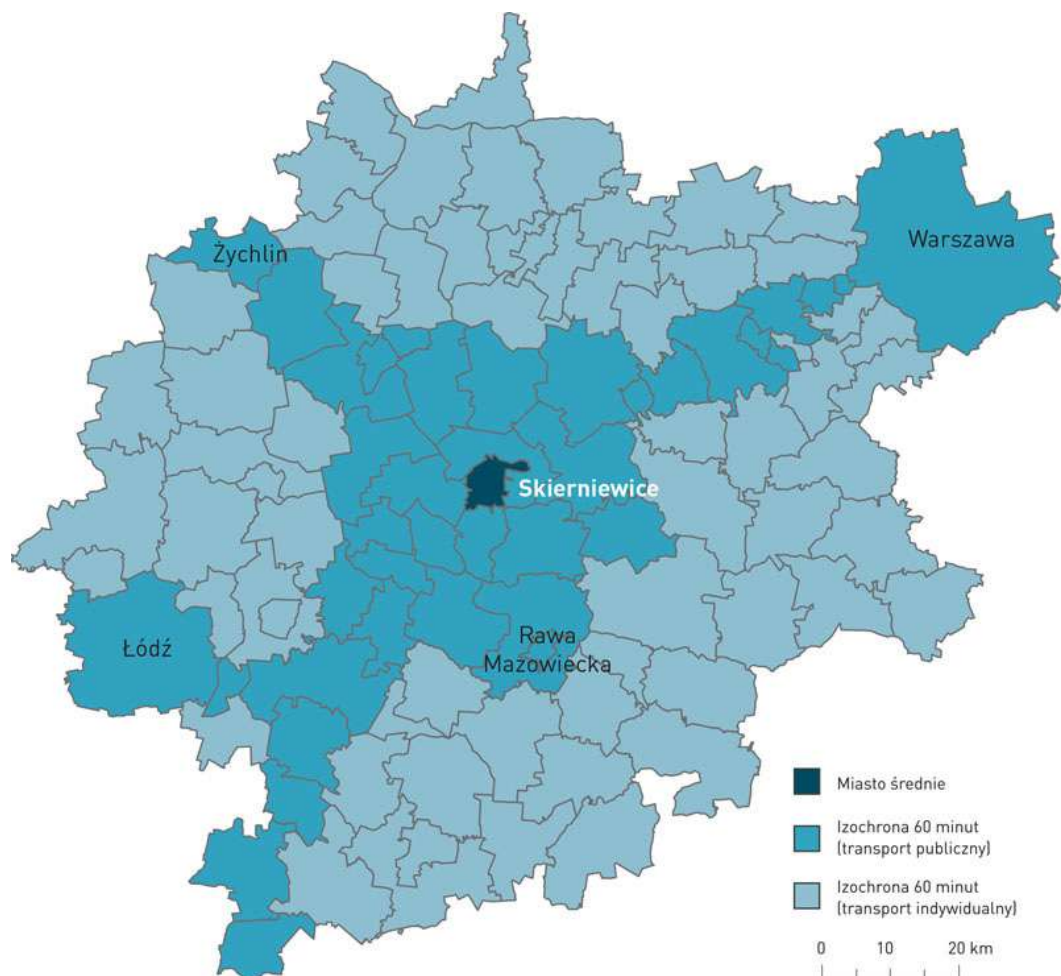 Żychlin
Warszawa
Skierniewice
Łódź
Rawa
Mazowiecka
Miasto średnie
Izochrona 60 minut
(transport publiczny)
Izochrona 60 minut
(transport indywidualny)
0 10 20 km